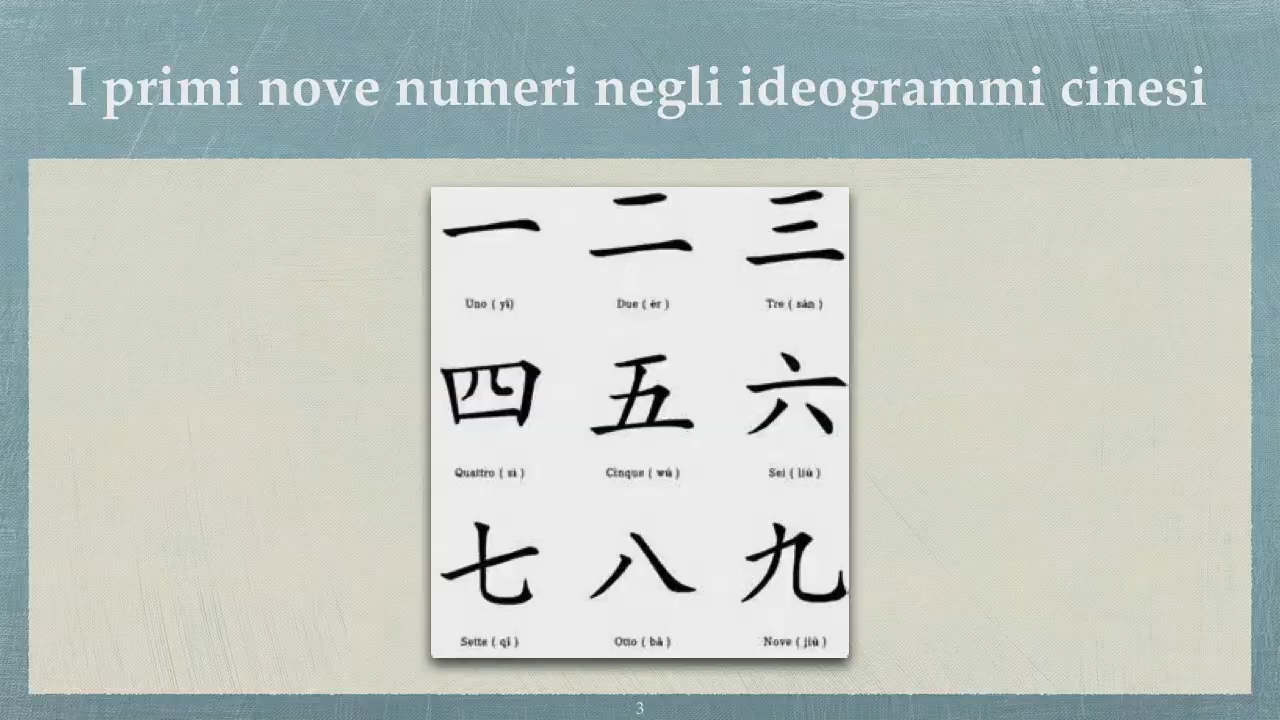 I primi nove numeri negli ideogrammi cinesi
一 二 三
Uno ( yī) Due ( èr ) Tre ( sān )
四 五 六
Quattro ( sì ) Cinque ( wǔ ) Sei ( liù )
七 八 九
Sette ( qī ) Otto ( bā ) Nove ( jiǔ )
3